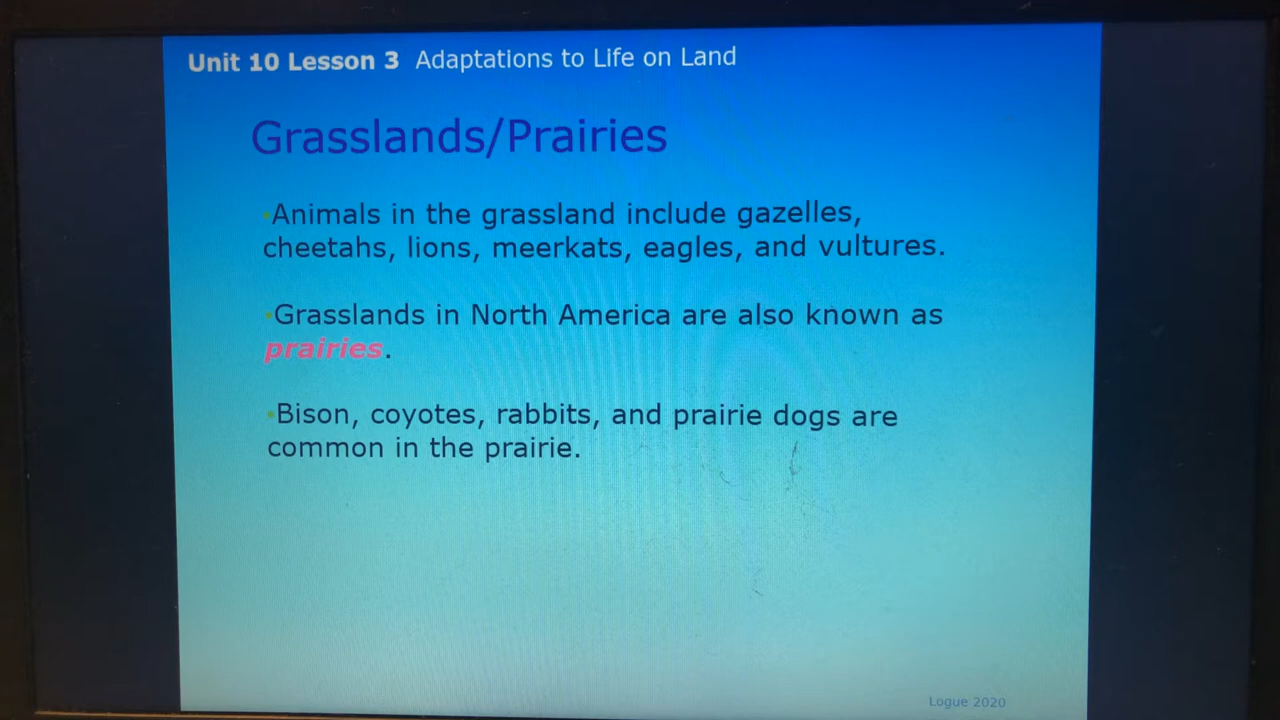 Unit 10 Lesson 3 Adaptations to Life on Land
Grasslands/Prairies
•Animals in the grassland include gazelles,
cheetahs, lions, meerkats, eagles, and vultures.
•Grasslands in North America are also known as
prairies.
•Bison, coyotes, rabbits, and prairie dogs are
common in the prairie.
Logue 2020